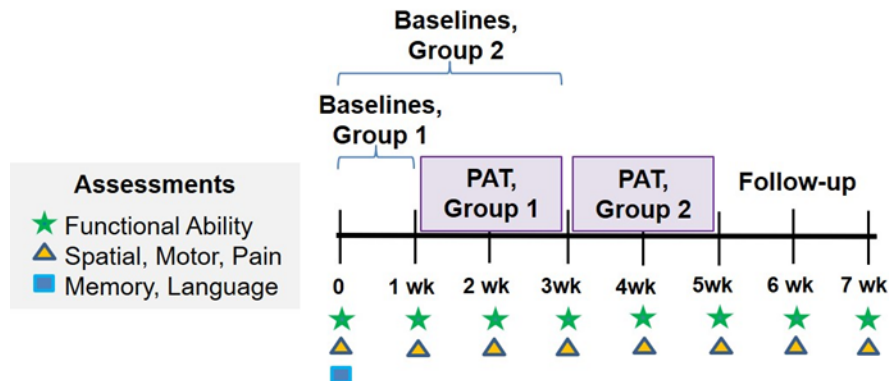 Baselines,
Group 2
Baselines,
Group 1
PAT,
Group 1
PAT,
Group 2
Follow-up
Assessments
Functional Ability
Spatial, Motor, Pain
Memory, Language
0 1 wk 2 wk 3wk 4wk 5wk 6 wk 7 wk